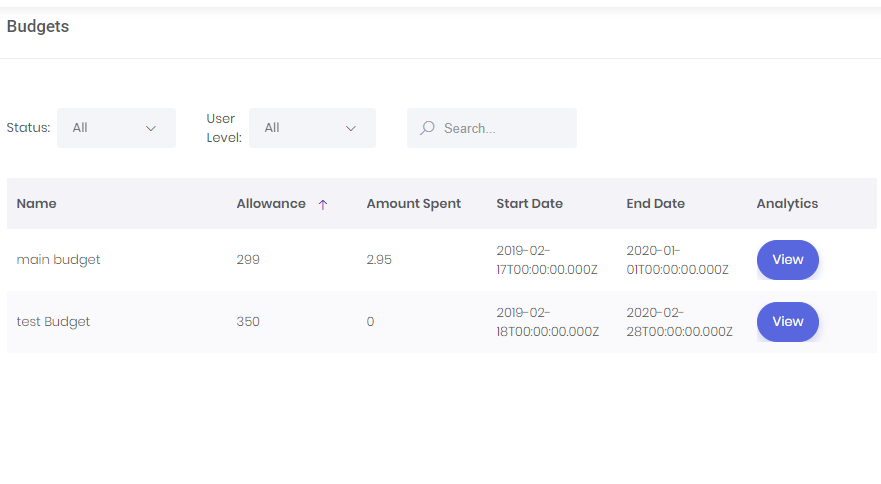 Budgets
Status: All User Level: All Search...
Name Allowance Amount Spent Start Date End Date Analytics
main budget 299 2.95 2019-02-17T00:00:00.000Z 2020-01-01T00:00:00.000Z View
test Budget 350 0 2019-02-18T00:00:00.000Z 2020-02-28T00:00:00.000Z View